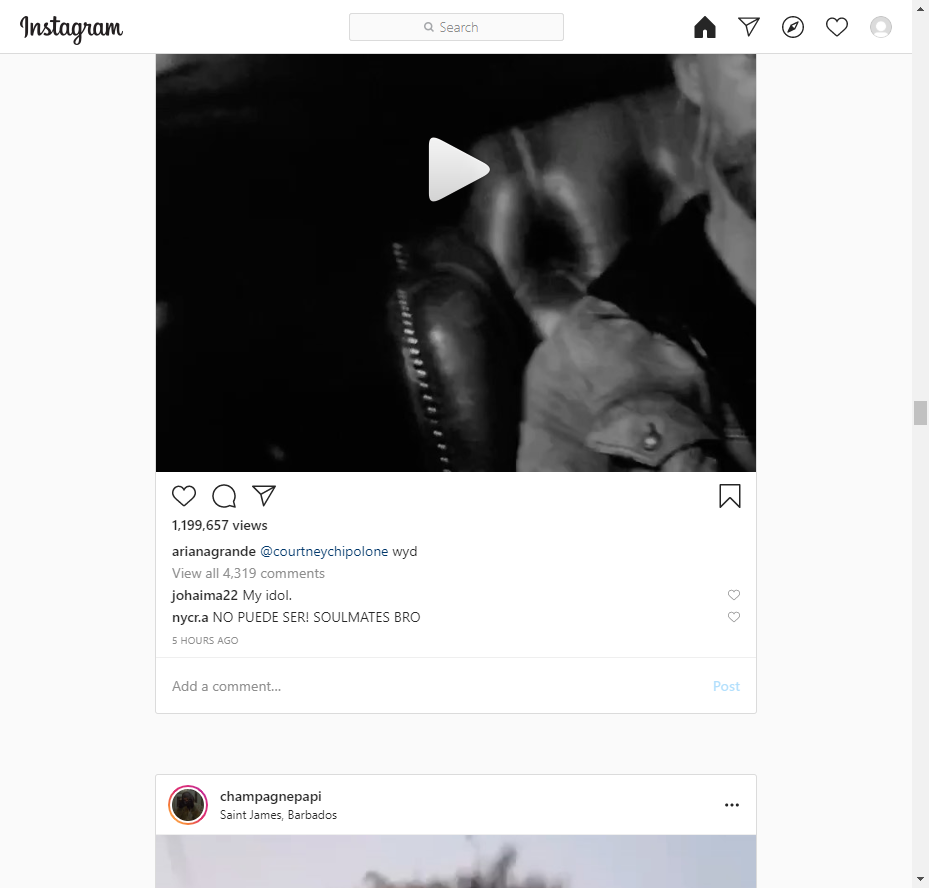 Instagram
Search
1,199,657 views
arianagrande @courtneychipolone wyd
View all 4,319 comments
johaima22 My idol.
nycr.a NO PUEDE SER! SOULMATES BRO
5 HOURS AGO
Add a comment... Post
champagnepapi
Saint James, Barbados